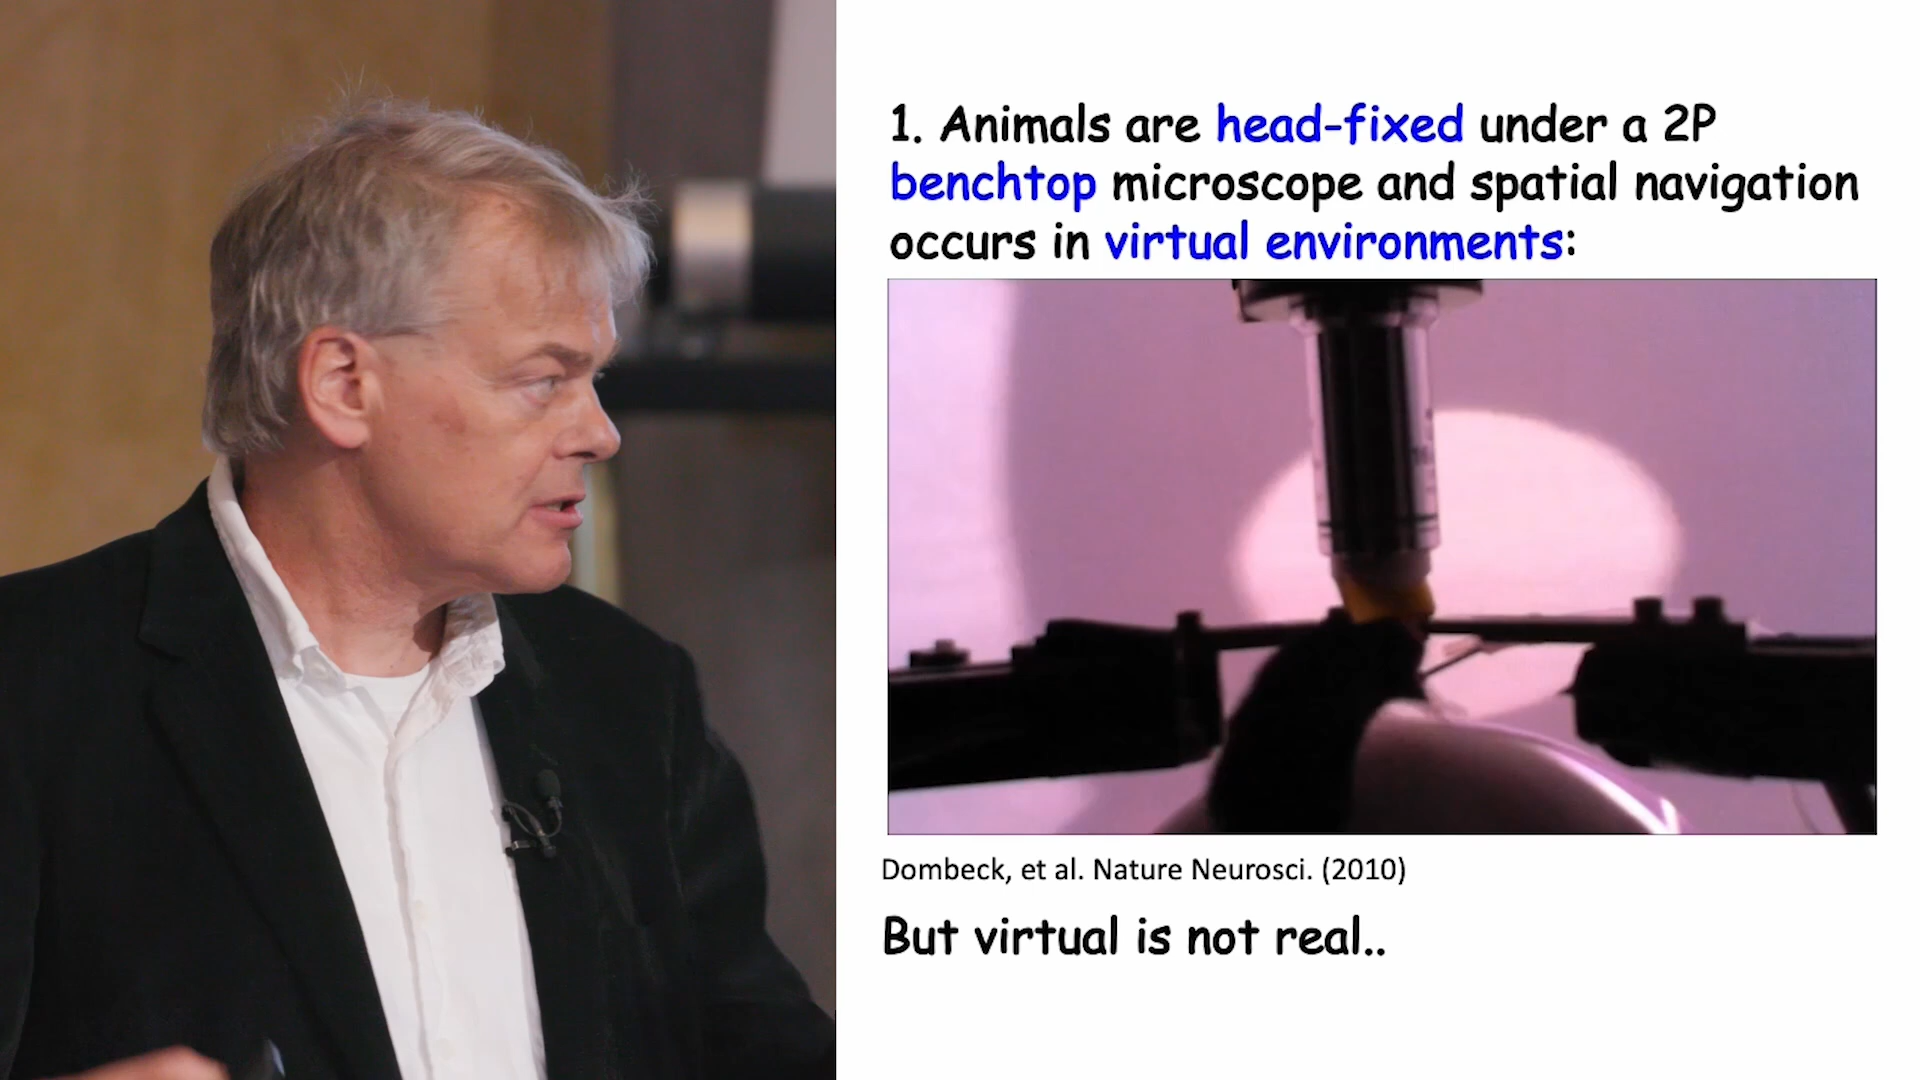 1. Animals are head-fixed under a 2P
benchtop microscope and spatial navigation
occurs in virtual environments:
Dombeck, et al. Nature Neurosci. (2010)
But virtual is not real..